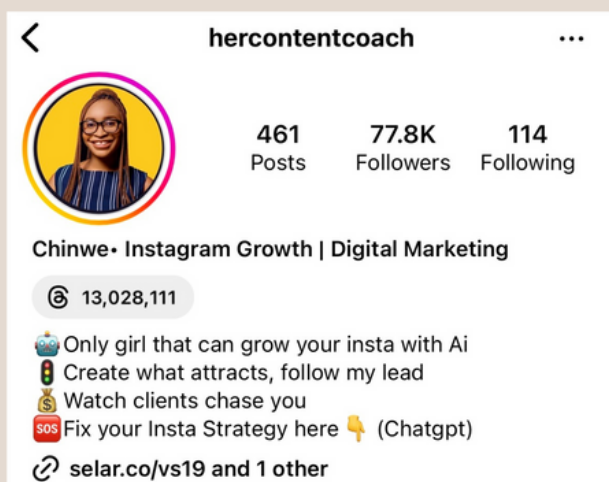 hercontentcoach
461 77.8K 114
Posts Followers Following
Chinwe• Instagram Growth | Digital Marketing
13,028,111
🤖Only girl that can grow your insta with Ai
🚦Create what attracts, follow my lead
💰Watch clients chase you
🆘Fix your Insta Strategy here 👇 (Chatgpt)
selar.co/vs19 and 1 other